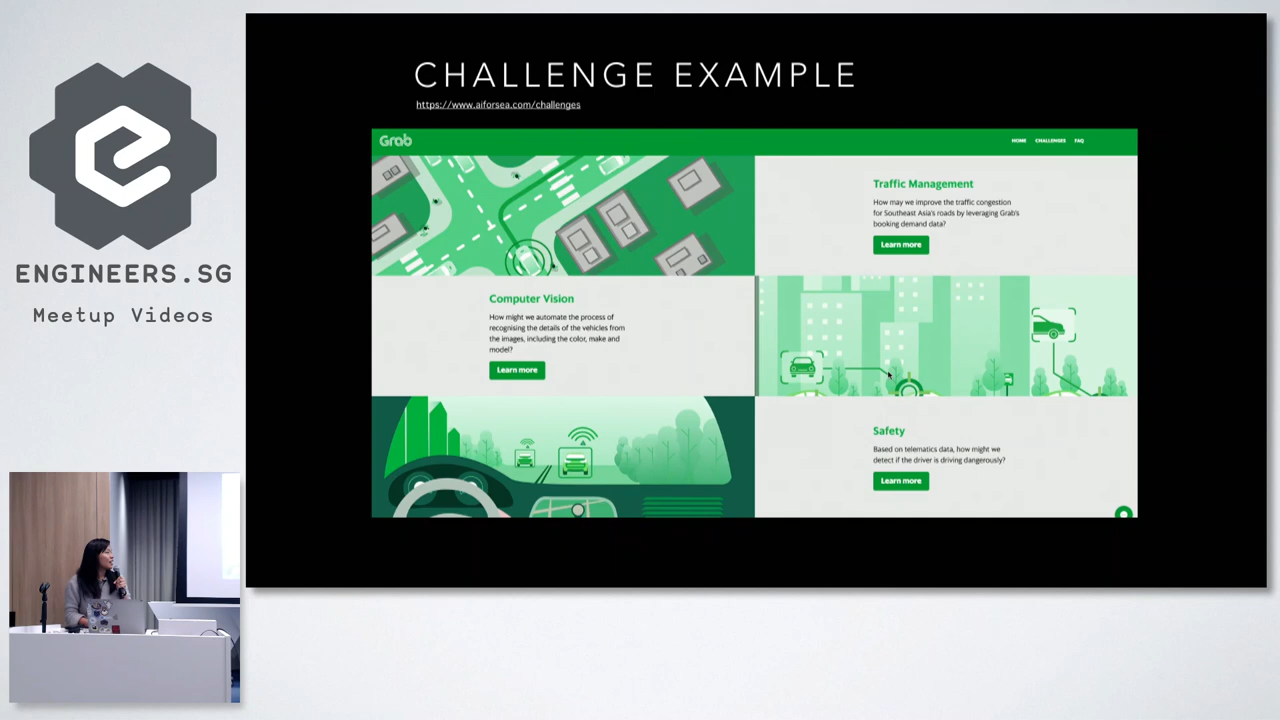 ENGINEERS.SG
Meetup Videos
CHALLENGE EXAMPLE
https://www.aiforsea.com/challenges
Grab
HOME CHALLENGES FAQ
Traffic Management
How may we improve the traffic congestion
for Southeast Asia's roads by leveraging Grab's
booking demand data?
Learn more
Computer Vision
How might we automate the process of
recognising the details of the vehicles from
the images, including the color, make and
model?
Learn more
Safety
Based on telematics data, how might we
detect if the driver is driving dangerously?
Learn more